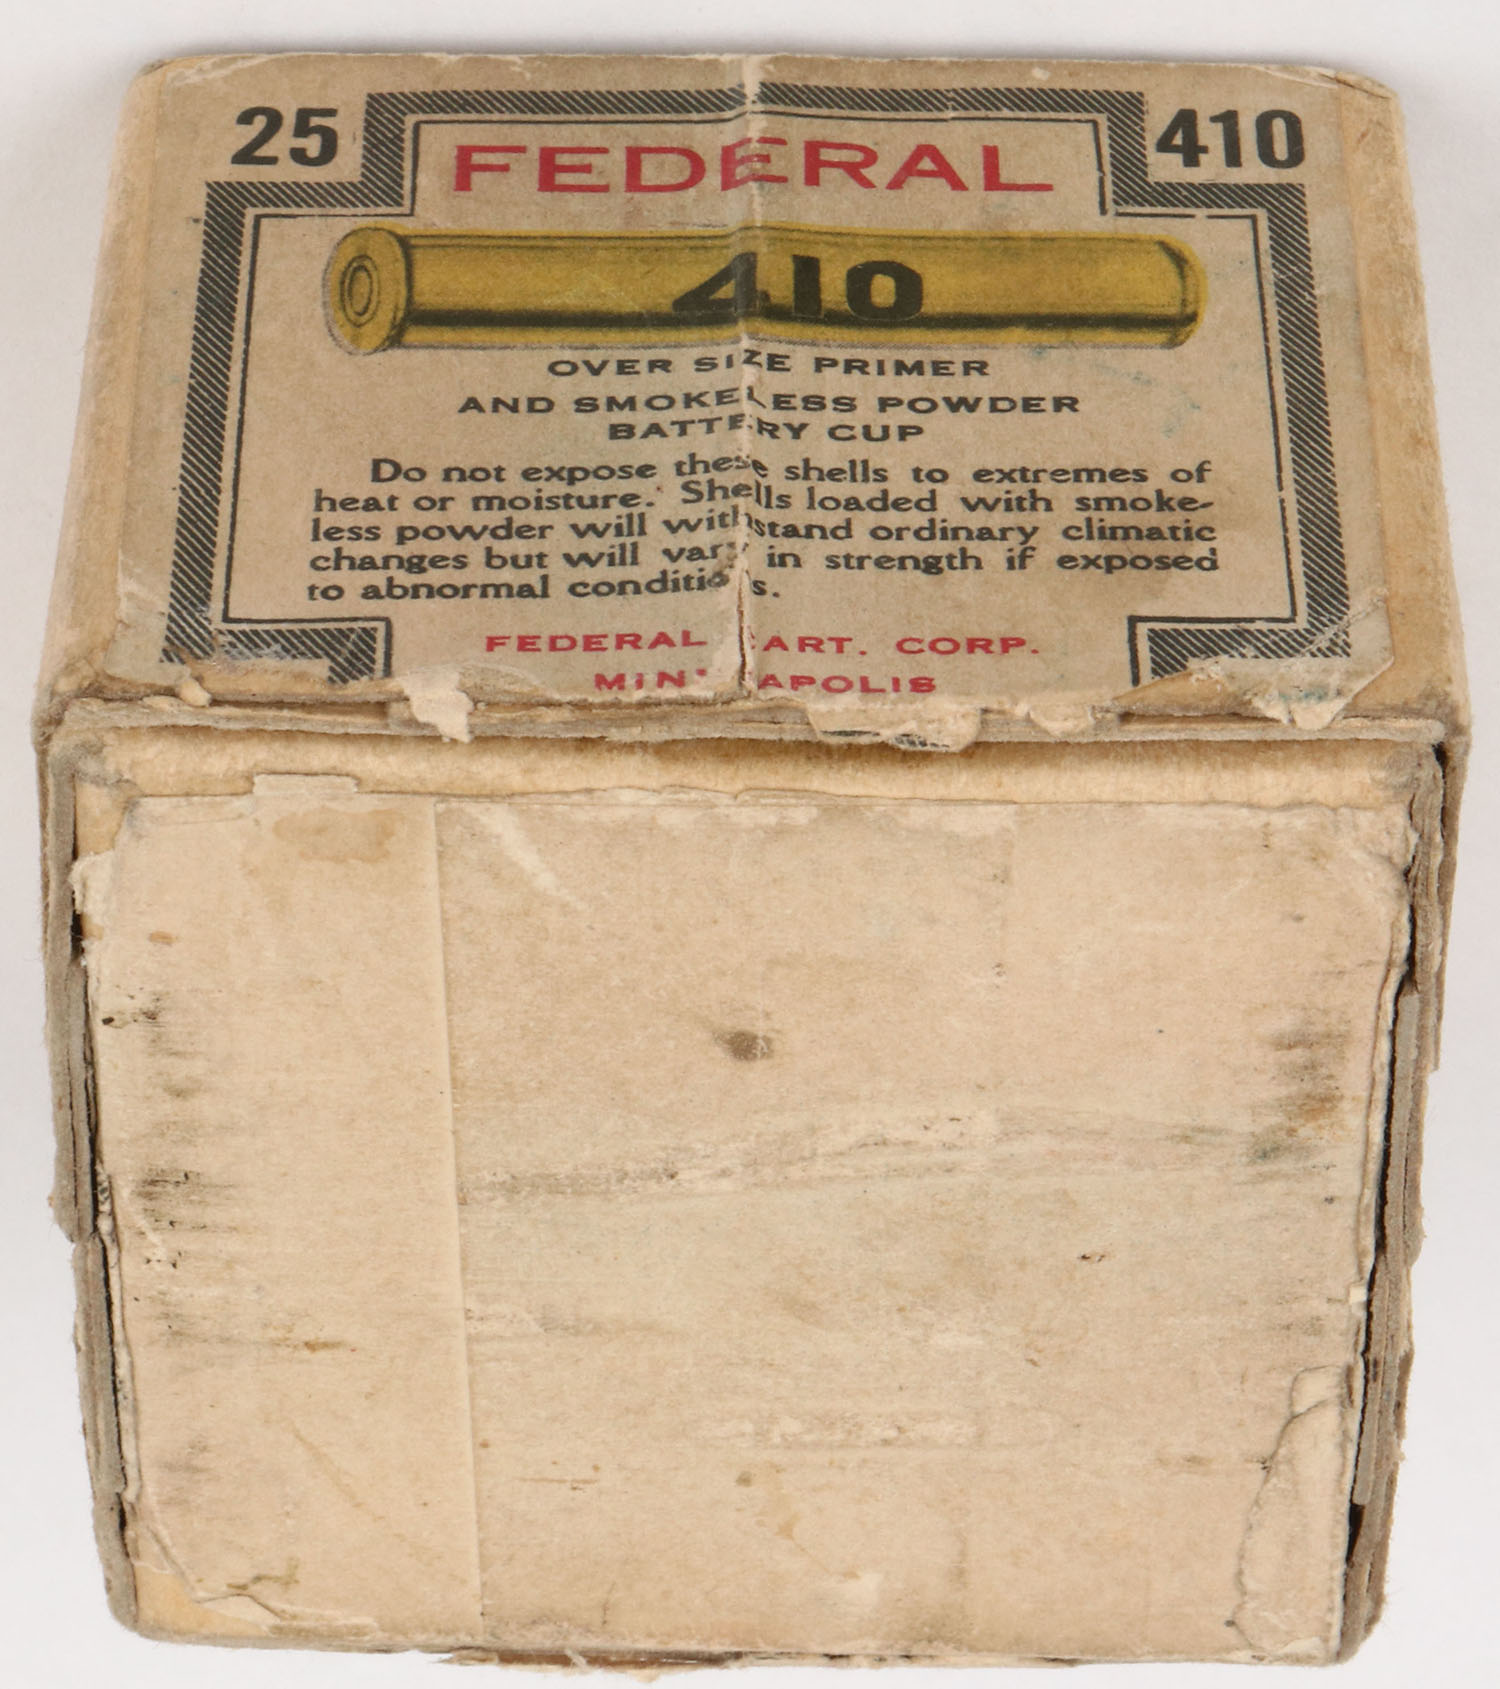 25 410
FEDERAL
410
OVER SIZE PRIMER
AND SMOKELESS POWDER
BATTERY CUP
Do not expose these shells to extremes of
heat or moisture. Shells loaded with smoke-
less powder will withstand ordinary climatic
changes but will vary in strength if exposed
to abnormal conditions.
FEDERAL CART. CORP.
MINNEAPOLIS